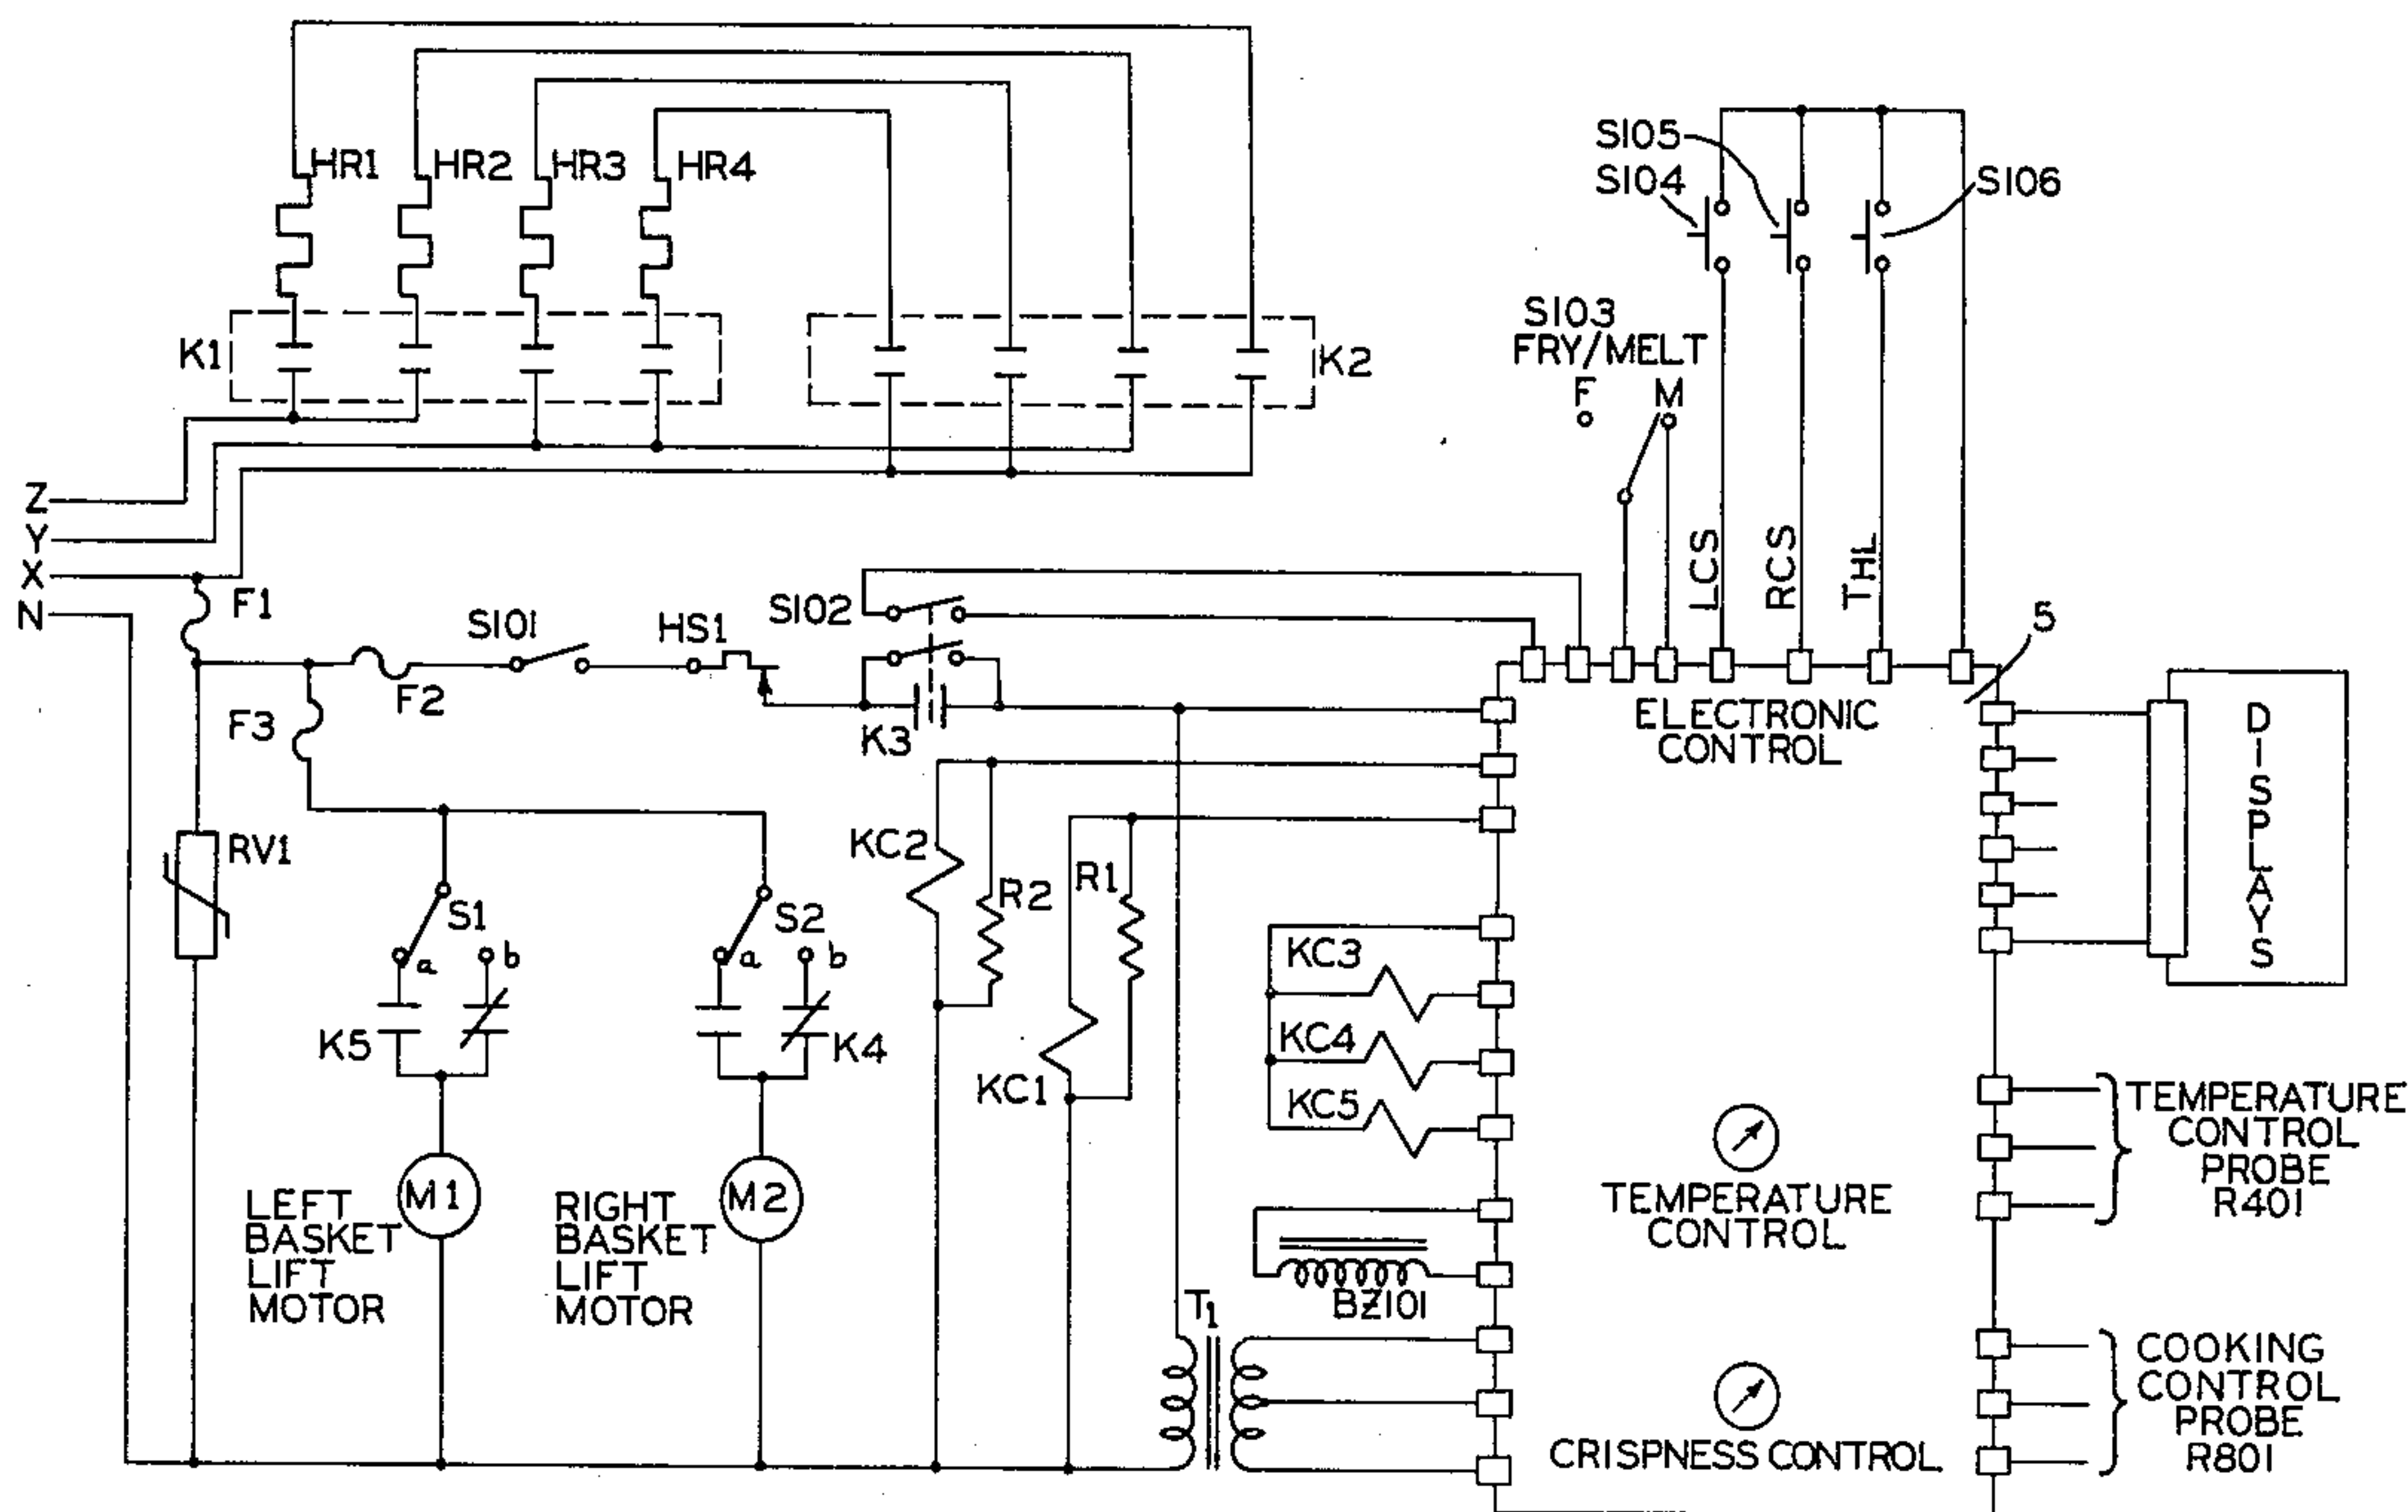 HR1
HR2
HR3
HR4
K1
K2
S105
S104
S106
S103
FRY/MELT
F M
Z
Y
X
N
F1
S101
HS1
S102
LCS
RCS
THL
5
F2
F3
K3
ELECTRONIC
CONTROL
DISPLAYS
RV1
S1
a b
S2
a b
KC2
R2
R1
KC1
K5
K4
KC3
KC4
KC5
TEMPERATURE
CONTROL
PROBE
R401
M1
M2
LEFT
BASKET
LIFT
MOTOR
RIGHT
BASKET
LIFT
MOTOR
TEMPERATURE
CONTROL
BZ101
T1
CRISPNESS CONTROL
COOKING
CONTROL
PROBE
R801